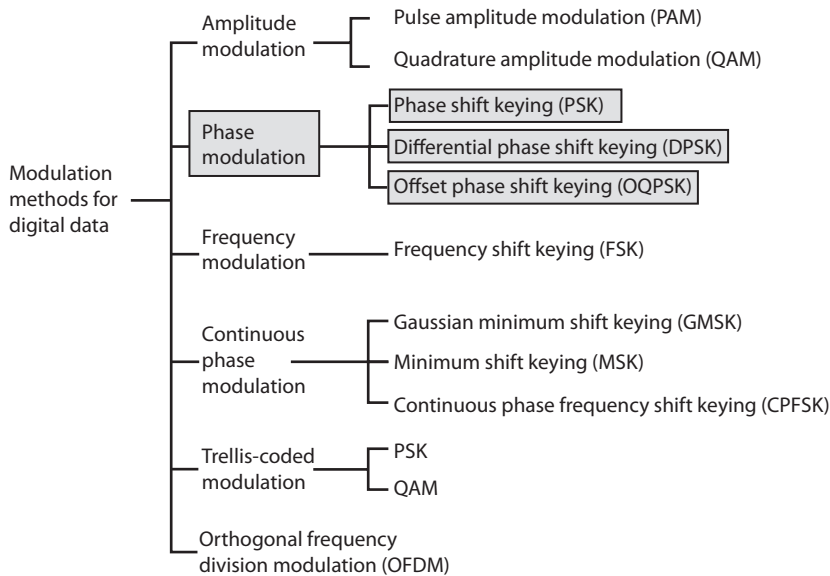 Modulation
methods for
digital data
Amplitude
modulation
Pulse amplitude modulation (PAM)
Quadrature amplitude modulation (QAM)
Phase
modulation
Phase shift keying (PSK)
Differential phase shift keying (DPSK)
Offset phase shift keying (OQPSK)
Frequency
modulation
Frequency shift keying (FSK)
Continuous
phase
modulation
Gaussian minimum shift keying (GMSK)
Minimum shift keying (MSK)
Continuous phase frequency shift keying (CPFSK)
Trellis-coded
modulation
PSK
QAM
Orthogonal frequency
division modulation (OFDM)